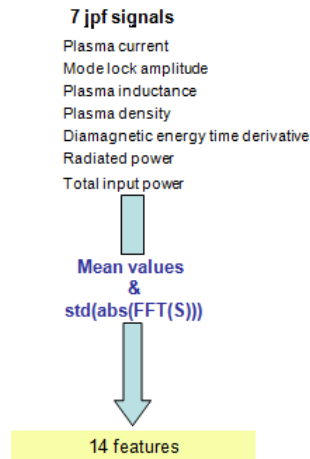 7 jpf signals
Plasma current
Mode lock amplitude
Plasma inductance
Plasma density
Diamagnetic energy time derivative
Radiated power
Total input power
Mean values
&
std(abs(FFT(S)))
14 features